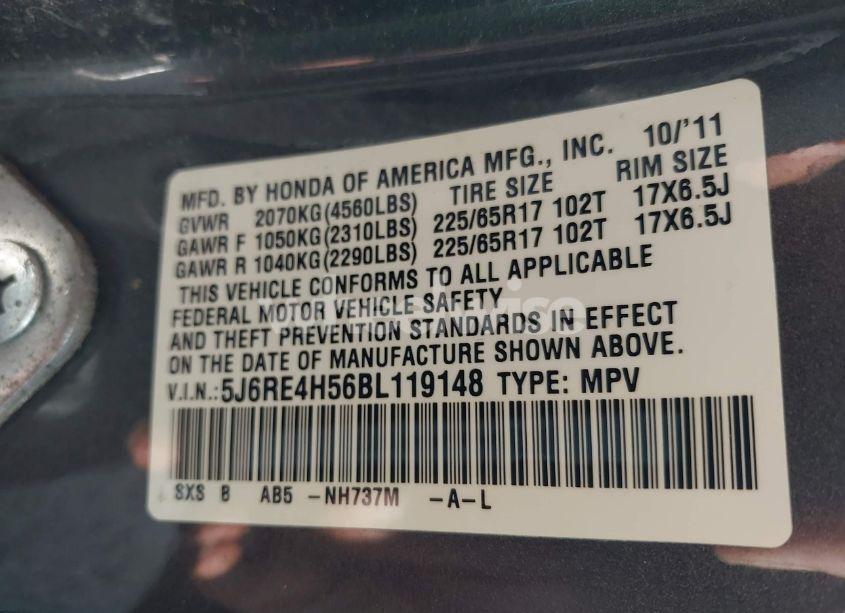 MFD. BY HONDA OF AMERICA MFG., INC. 10/'11
GVWR 2070KG(4560LBS) TIRE SIZE RIM SIZE
GAWR F 1050KG(2310LBS) 225/65R17 102T 17X6.5J
GAWR R 1040KG(2290LBS) 225/65R17 102T 17X6.5J
THIS VEHICLE CONFORMS TO ALL APPLICABLE
FEDERAL MOTOR VEHICLE SAFETY
AND THEFT PREVENTION STANDARDS IN EFFECT
ON THE DATE OF MANUFACTURE SHOWN ABOVE.
V.I.N.:5J6RE4H56BL119148 TYPE: MPV
SXS B AB5 -NH737M -A-L